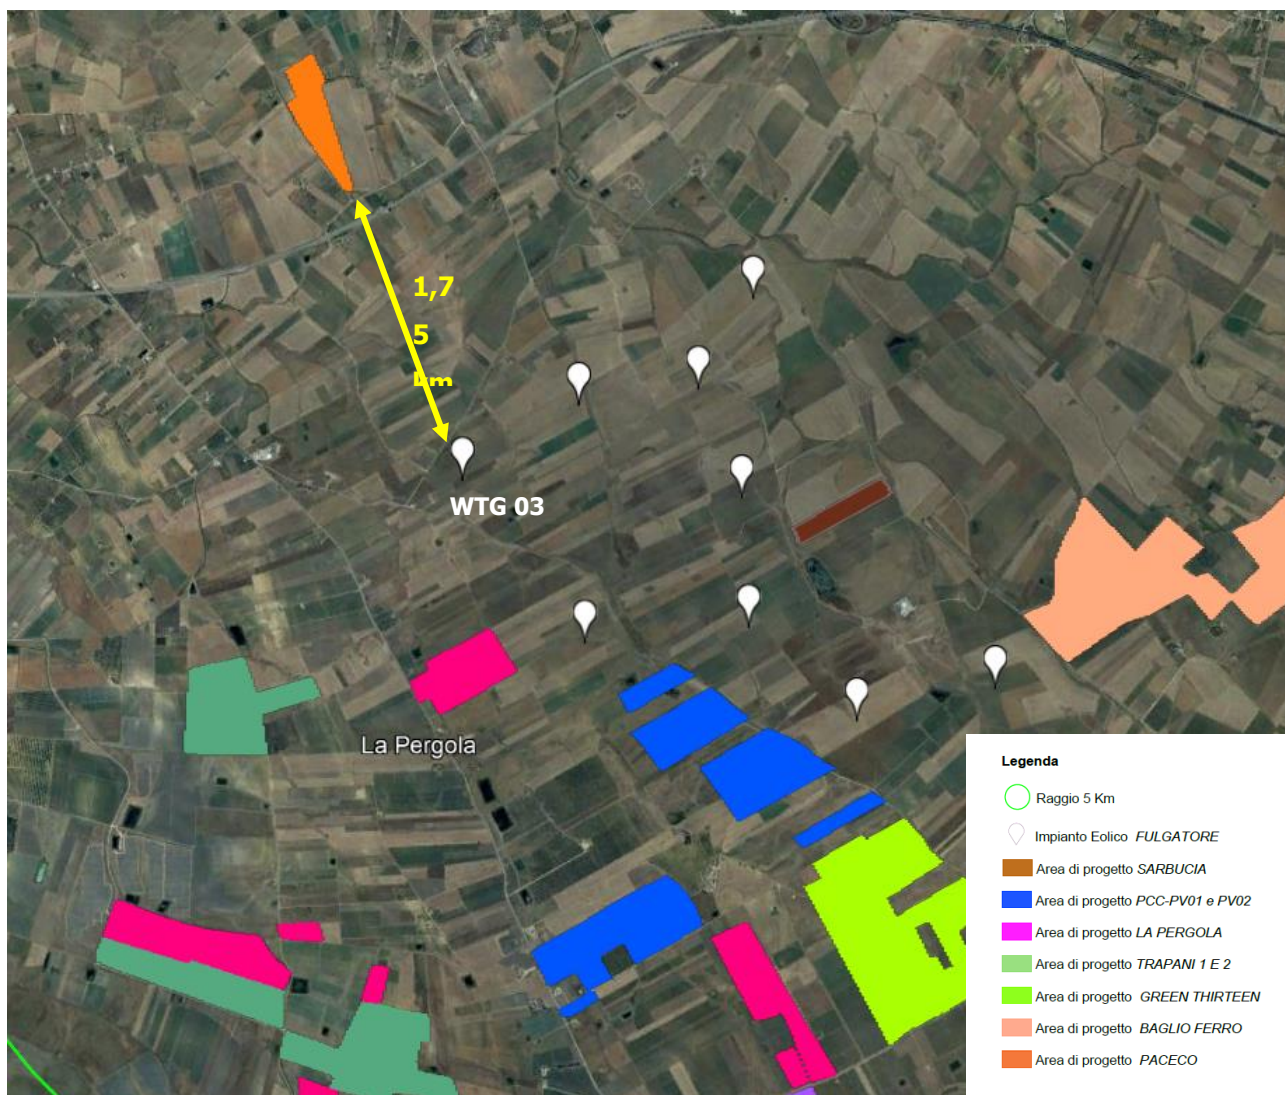 1,7
5
km
WTG 03
La Pergola
Legenda
Raggio 5 Km
Impianto Eolico FULGATORE
Area di progetto SARBUCIA
Area di progetto PCC-PV01 e PV02
Area di progetto LA PERGOLA
Area di progetto TRAPANI 1 E 2
Area di progetto GREEN THIRTEEN
Area di progetto BAGLIO FERRO
Area di progetto PACECO